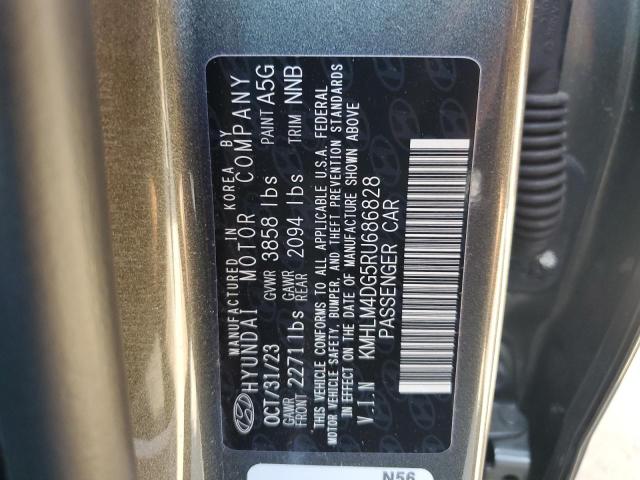 MANUFACTURED IN KOREA BY
HYUNDAI MOTOR COMPANY
OCT/31/23 GVWR 3858 lbs PAINT A5G
GAWR FRONT 2271lbs GAWR REAR 2094 lbs TRIM NNB
THIS VEHICLE CONFORMS TO ALL APPLICABLE U.S.A. FEDERAL
MOTOR VEHICLE SAFETY, BUMPER, AND THEFT PREVENTION STANDARDS
IN EFFECT ON THE DATE OF MANUFACTURE SHOWN ABOVE
V.I.N KMHLM4DG5RU686828
PASSENGER CAR
N56